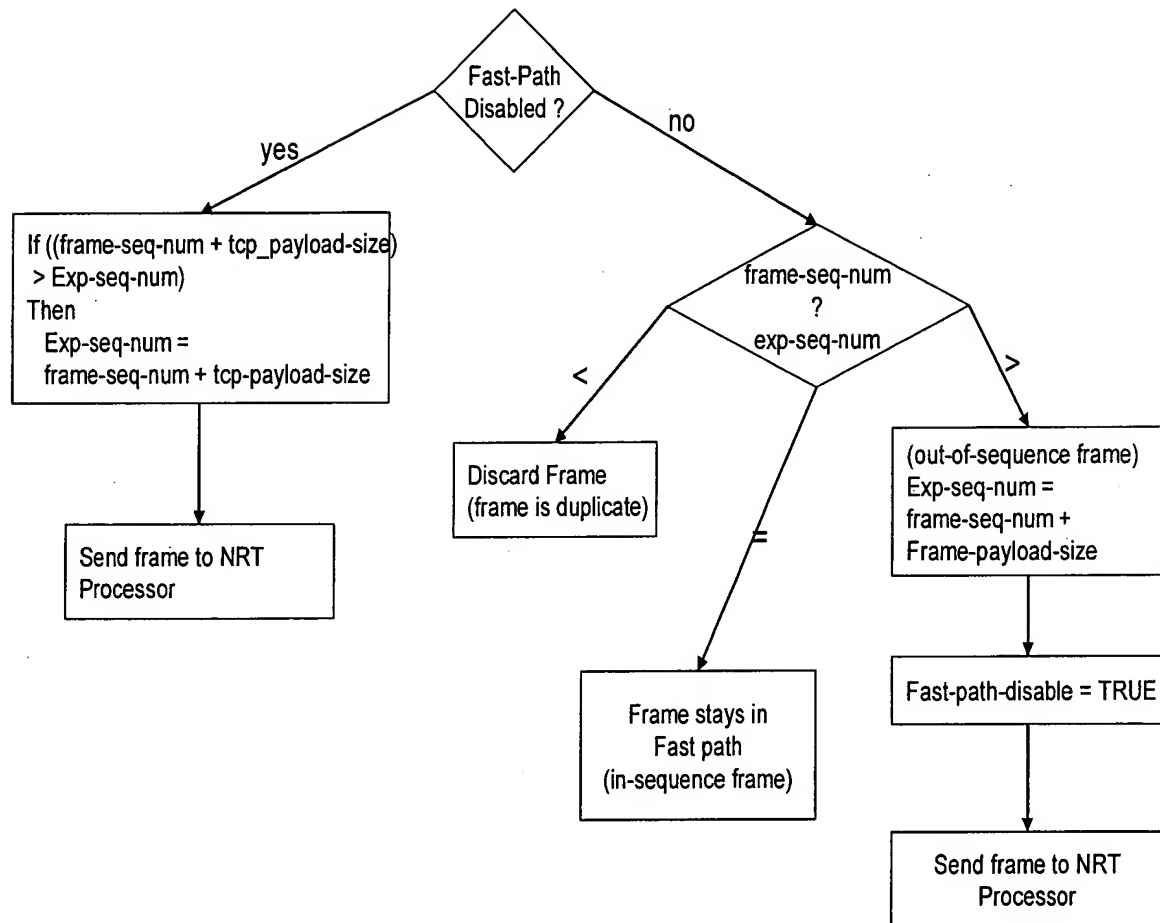 Fast-Path
Disabled ?
yes
no
If ((frame-seq-num + tcp_payload-size)
> Exp-seq-num)
Then
Exp-seq-num =
frame-seq-num + tcp-payload-size
Send frame to NRT
Processor
frame-seq-num
?
exp-seq-num
<
=
>
Discard Frame
(frame is duplicate)
Frame stays in
Fast path
(in-sequence frame)
(out-of-sequence frame)
Exp-seq-num =
frame-seq-num +
Frame-payload-size
Fast-path-disable = TRUE
Send frame to NRT
Processor